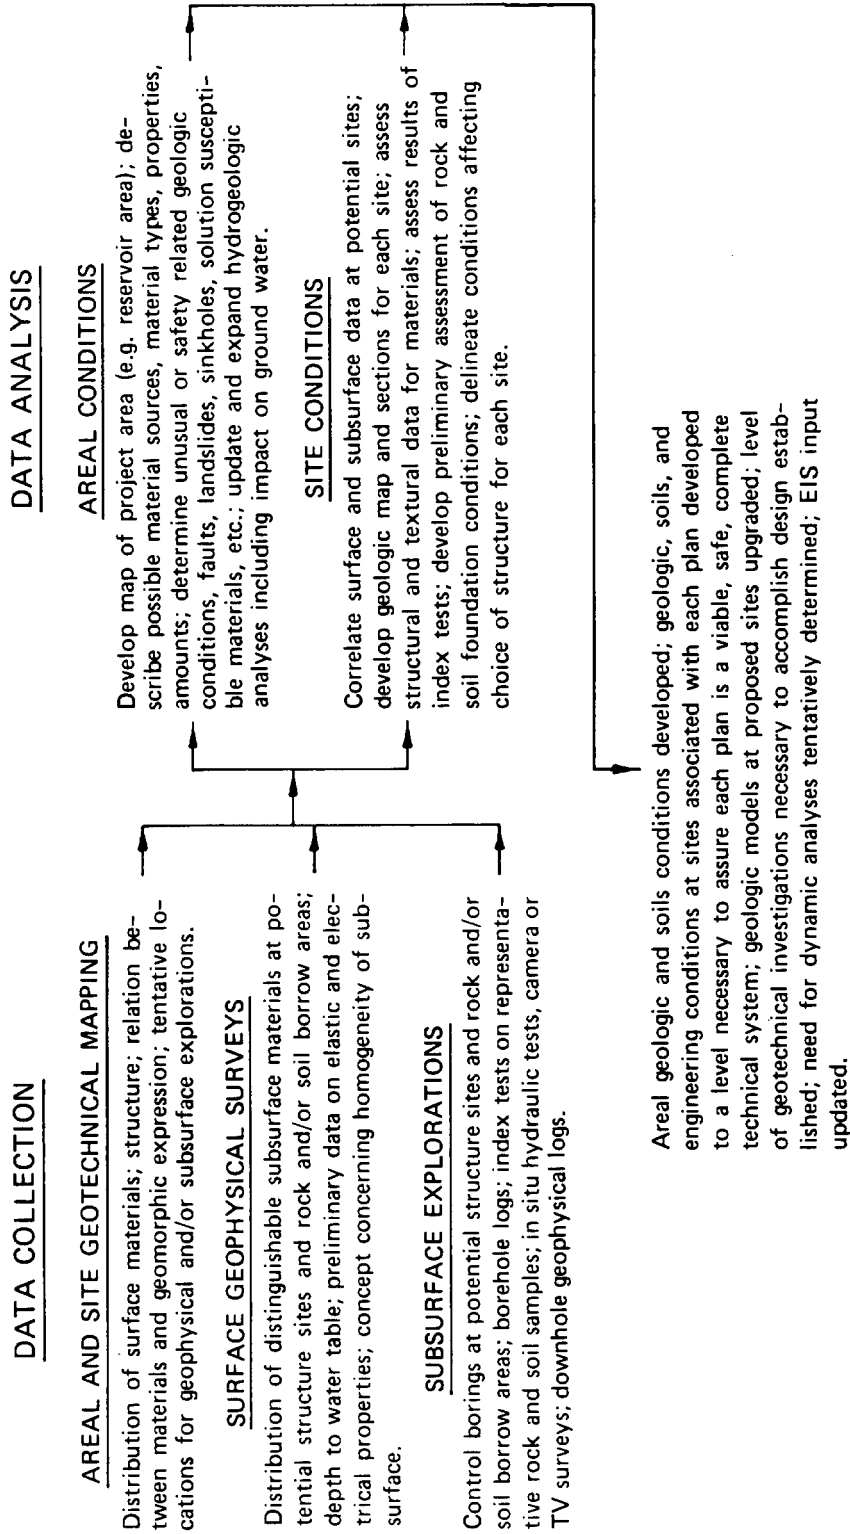 DATA COLLECTION
AREAL AND SITE GEOTECHNICAL MAPPING
Distribution of surface materials; structure; relation be-
tween materials and geomorphic expression; tentative lo-
cations for geophysical and/or subsurface explorations.
SURFACE GEOPHYSICAL SURVEYS
Distribution of distinguishable subsurface materials at po-
tential structure sites and rock and/or soil borrow areas;
depth to water table; preliminary data on elastic and elec-
trical properties; concept concerning homogeneity of sub-
surface.
SUBSURFACE EXPLORATIONS
Control borings at potential structure sites and rock and/or
soil borrow areas; borehole logs; index tests on representa-
tive rock and soil samples; in situ hydraulic tests, camera or
TV surveys; downhole geophysical logs.
DATA ANALYSIS
AREAL CONDITIONS
Develop map of project area (e.g. reservoir area); de-
scribe possible material sources, material types, properties,
amounts; determine unusual or safety related geologic
conditions, faults, landslides, sinkholes, solution suscepti-
ble materials, etc.; update and expand hydrogeologic
analyses including impact on ground water.
SITE CONDITIONS
Correlate surface and subsurface data at potential sites;
develop geologic map and sections for each site; assess
structural and textural data for materials; assess results of
index tests; develop preliminary assessment of rock and
soil foundation conditions; delineate conditions affecting
choice of structure for each site.
Areal geologic and soils conditions developed; geologic, soils, and
engineering conditions at sites associated with each plan developed
to a level necessary to assure each plan is a viable, safe, complete
technical system; geologic models at proposed sites upgraded; level
of geotechnical investigations necessary to accomplish design estab-
lished; need for dynamic analyses tentatively determined; EIS input
updated.